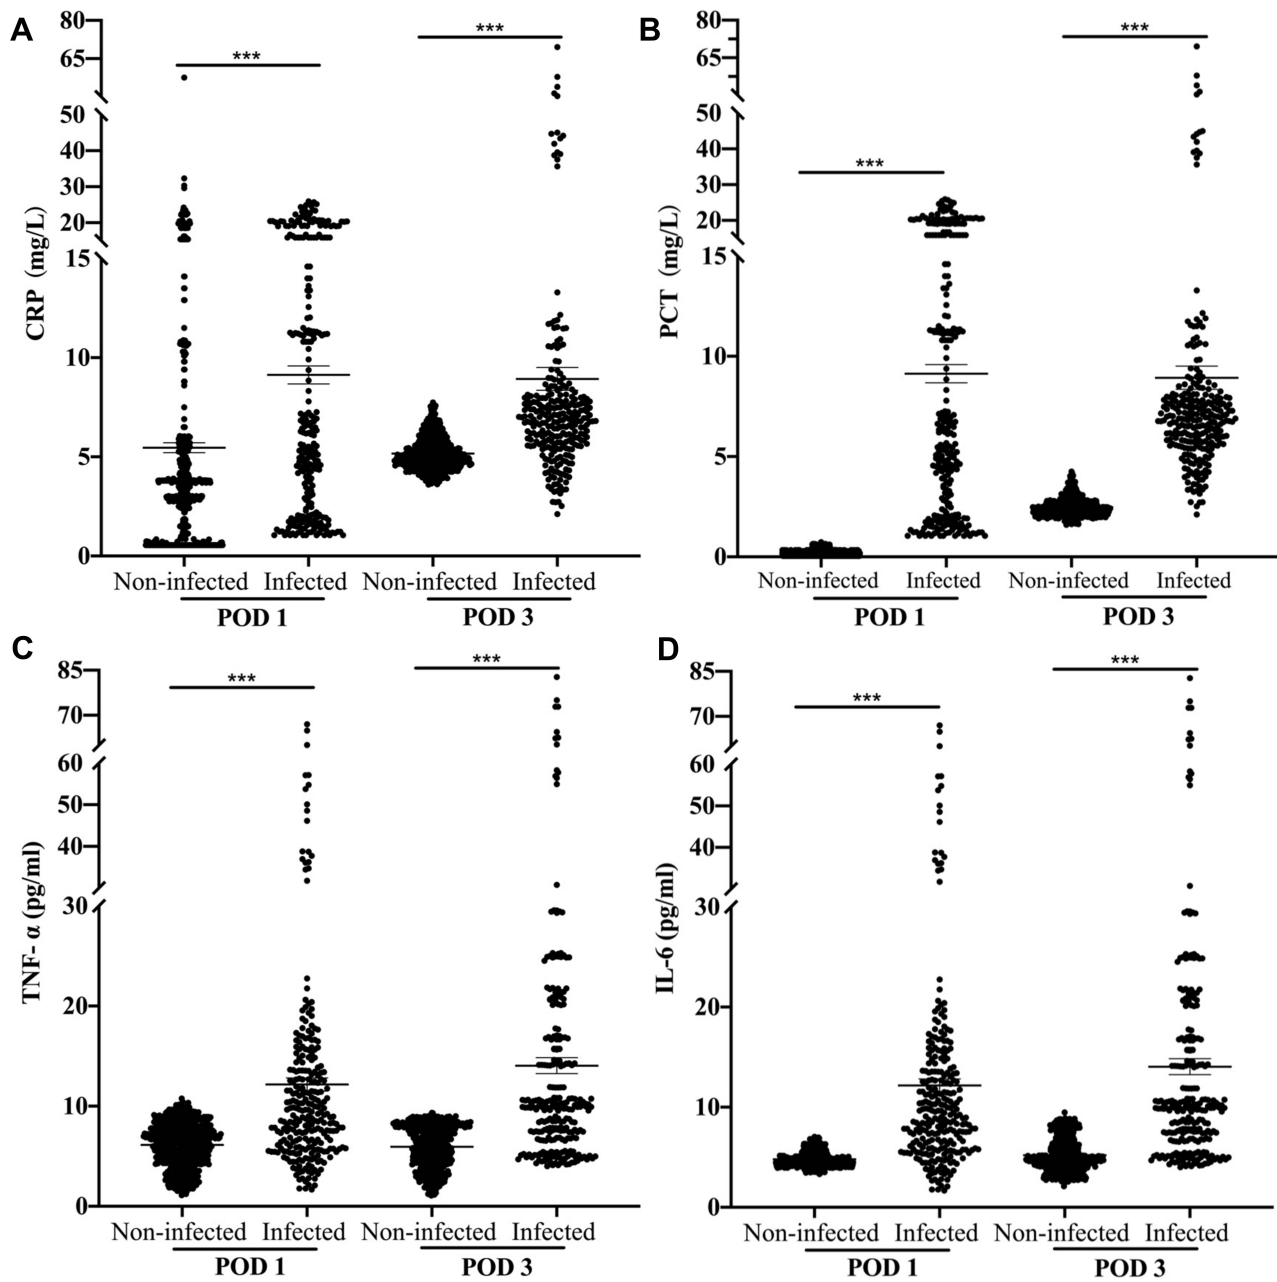 A
80
65
50
40
30
20
15
10
5
0
CRP (mg/L)
***
***
Non-infected Infected Non-infected Infected
POD 1 POD 3
B
80
65
50
40
30
20
15
10
5
0
PCT (mg/L)
***
***
Non-infected Infected Non-infected Infected
POD 1 POD 3
C
85
70
60
50
40
30
20
10
0
TNF- α (pg/ml)
***
***
Non-infected Infected Non-infected Infected
POD 1 POD 3
D
85
70
60
50
40
30
20
10
0
IL-6 (pg/ml)
***
***
Non-infected Infected Non-infected Infected
POD 1 POD 3